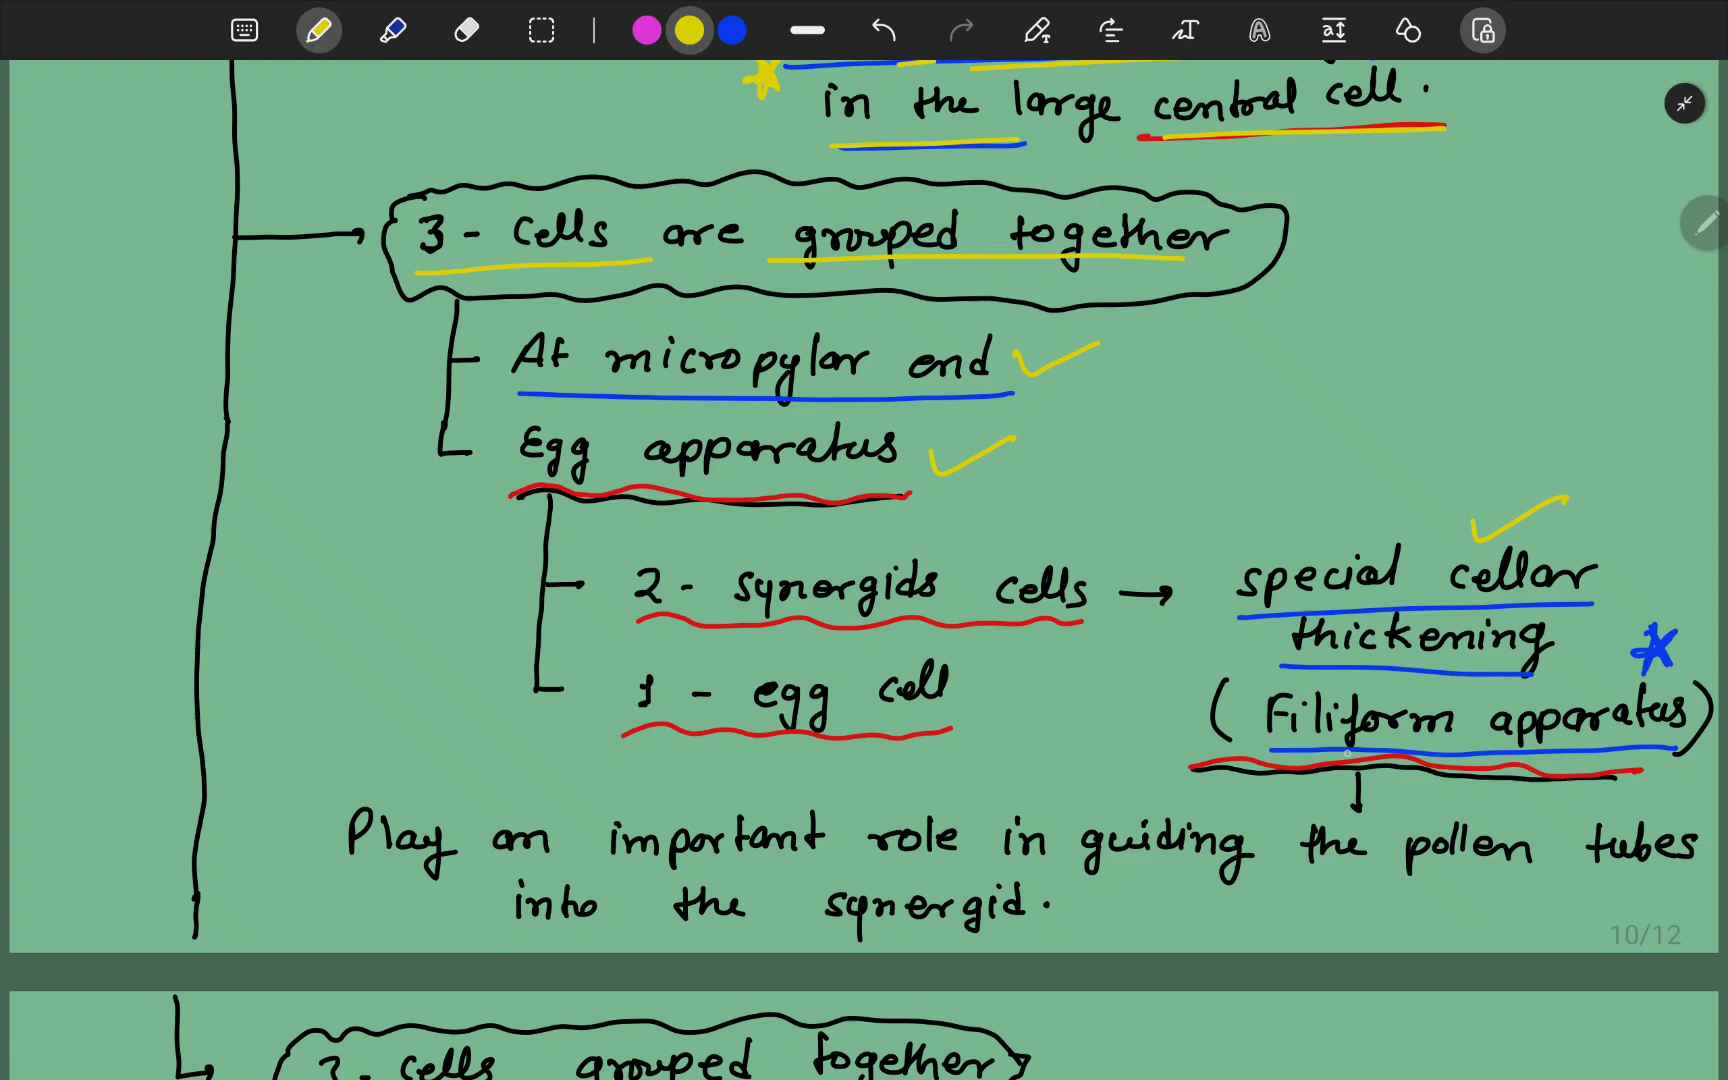 in the large central cell.
3 - cells are grouped together
At micropylar end
Egg apparatus
2 - synergids cells → special cellar
thickening
1 - egg cell
(Filiform apparatus)
Play an important role in guiding the pollen tubes
into the synergid.
10/12
3 - cells grouped together